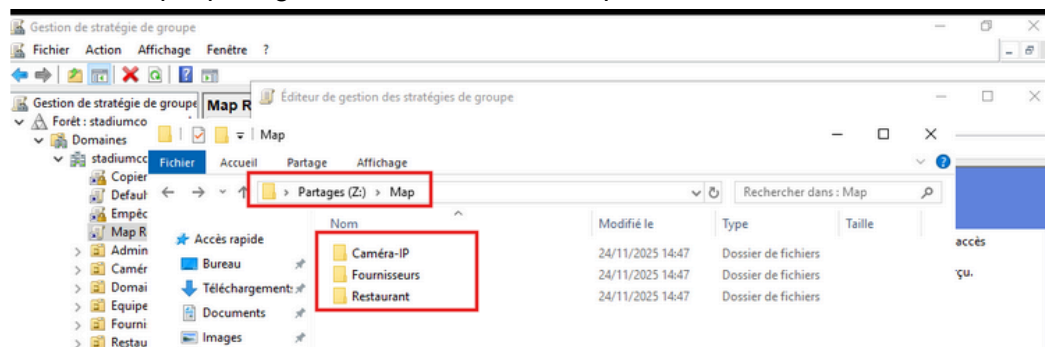 Gestion de stratégie de groupe
Fichier Action Affichage Fenêtre ?
Gestion de stratégie de groupe
Map R
Éditeur de gestion des stratégies de groupe
Forêt : stadiumco
Map
Domaines
stadiumcc
Fichier Accueil Partage Affichage
Copier
Partages (Z:) > Map
Rechercher dans : Map
Defaul
Empêc
Nom Modifié le Type Taille
Map R
Accès rapide
accès
Admin
Caméra-IP 24/11/2025 14:47 Dossier de fichiers
Camér
Bureau
Fournisseurs 24/11/2025 14:47 Dossier de fichiers
çu.
Domai
Téléchargement:
Restaurant 24/11/2025 14:47 Dossier de fichiers
Equipe
Documents
Fourni
Images
Restau